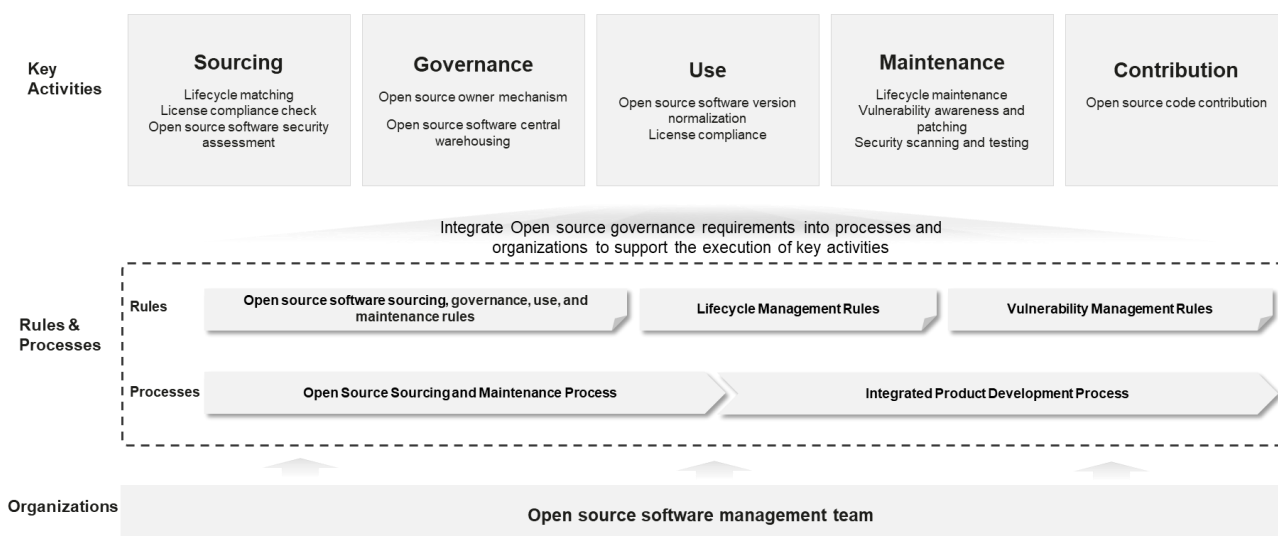 Key
Activities
Sourcing
Lifecycle matching
License compliance check
Open source software security
assessment
Governance
Open source owner mechanism
Open source software central
warehousing
Use
Open source software version
normalization
License compliance
Maintenance
Lifecycle maintenance
Vulnerability awareness and
patching
Security scanning and testing
Contribution
Open source code contribution
Integrate Open source governance requirements into processes and
organizations to support the execution of key activities
Rules &
Processes
Rules
Open source software sourcing, governance, use, and
maintenance rules
Lifecycle Management Rules
Vulnerability Management Rules
Processes
Open Source Sourcing and Maintenance Process
Integrated Product Development Process
Organizations
Open source software management team